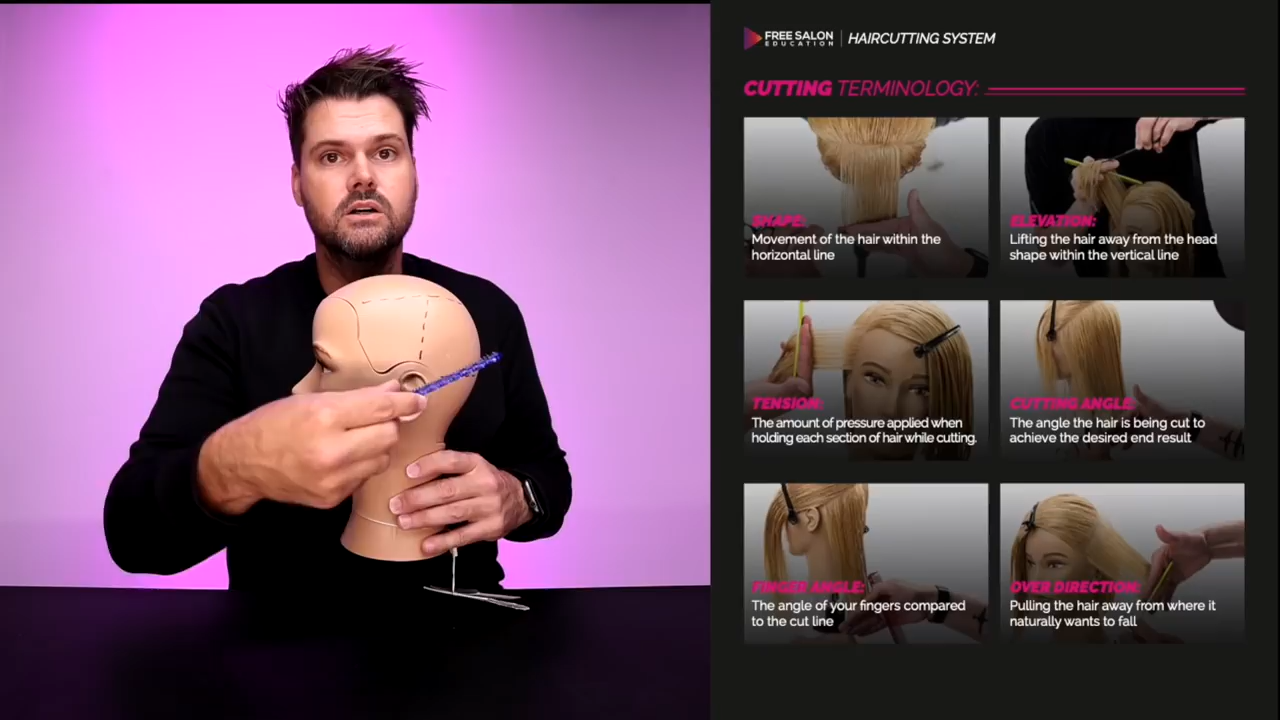 FREE SALON
EDUCATION
HAIRCUTTING SYSTEM
CUTTING TERMINOLOGY:
SHAPE:
Movement of the hair within the
horizontal line
ELEVATION:
Lifting the hair away from the head
shape within the vertical line
TENSION:
The amount of pressure applied when
holding each section of hair while cutting.
CUTTING ANGLE:
The angle the hair is being cut to
achieve the desired end result
FINGER ANGLE:
The angle of your fingers compared
to the cut line
OVER DIRECTION:
Pulling the hair away from where it
naturally wants to fall